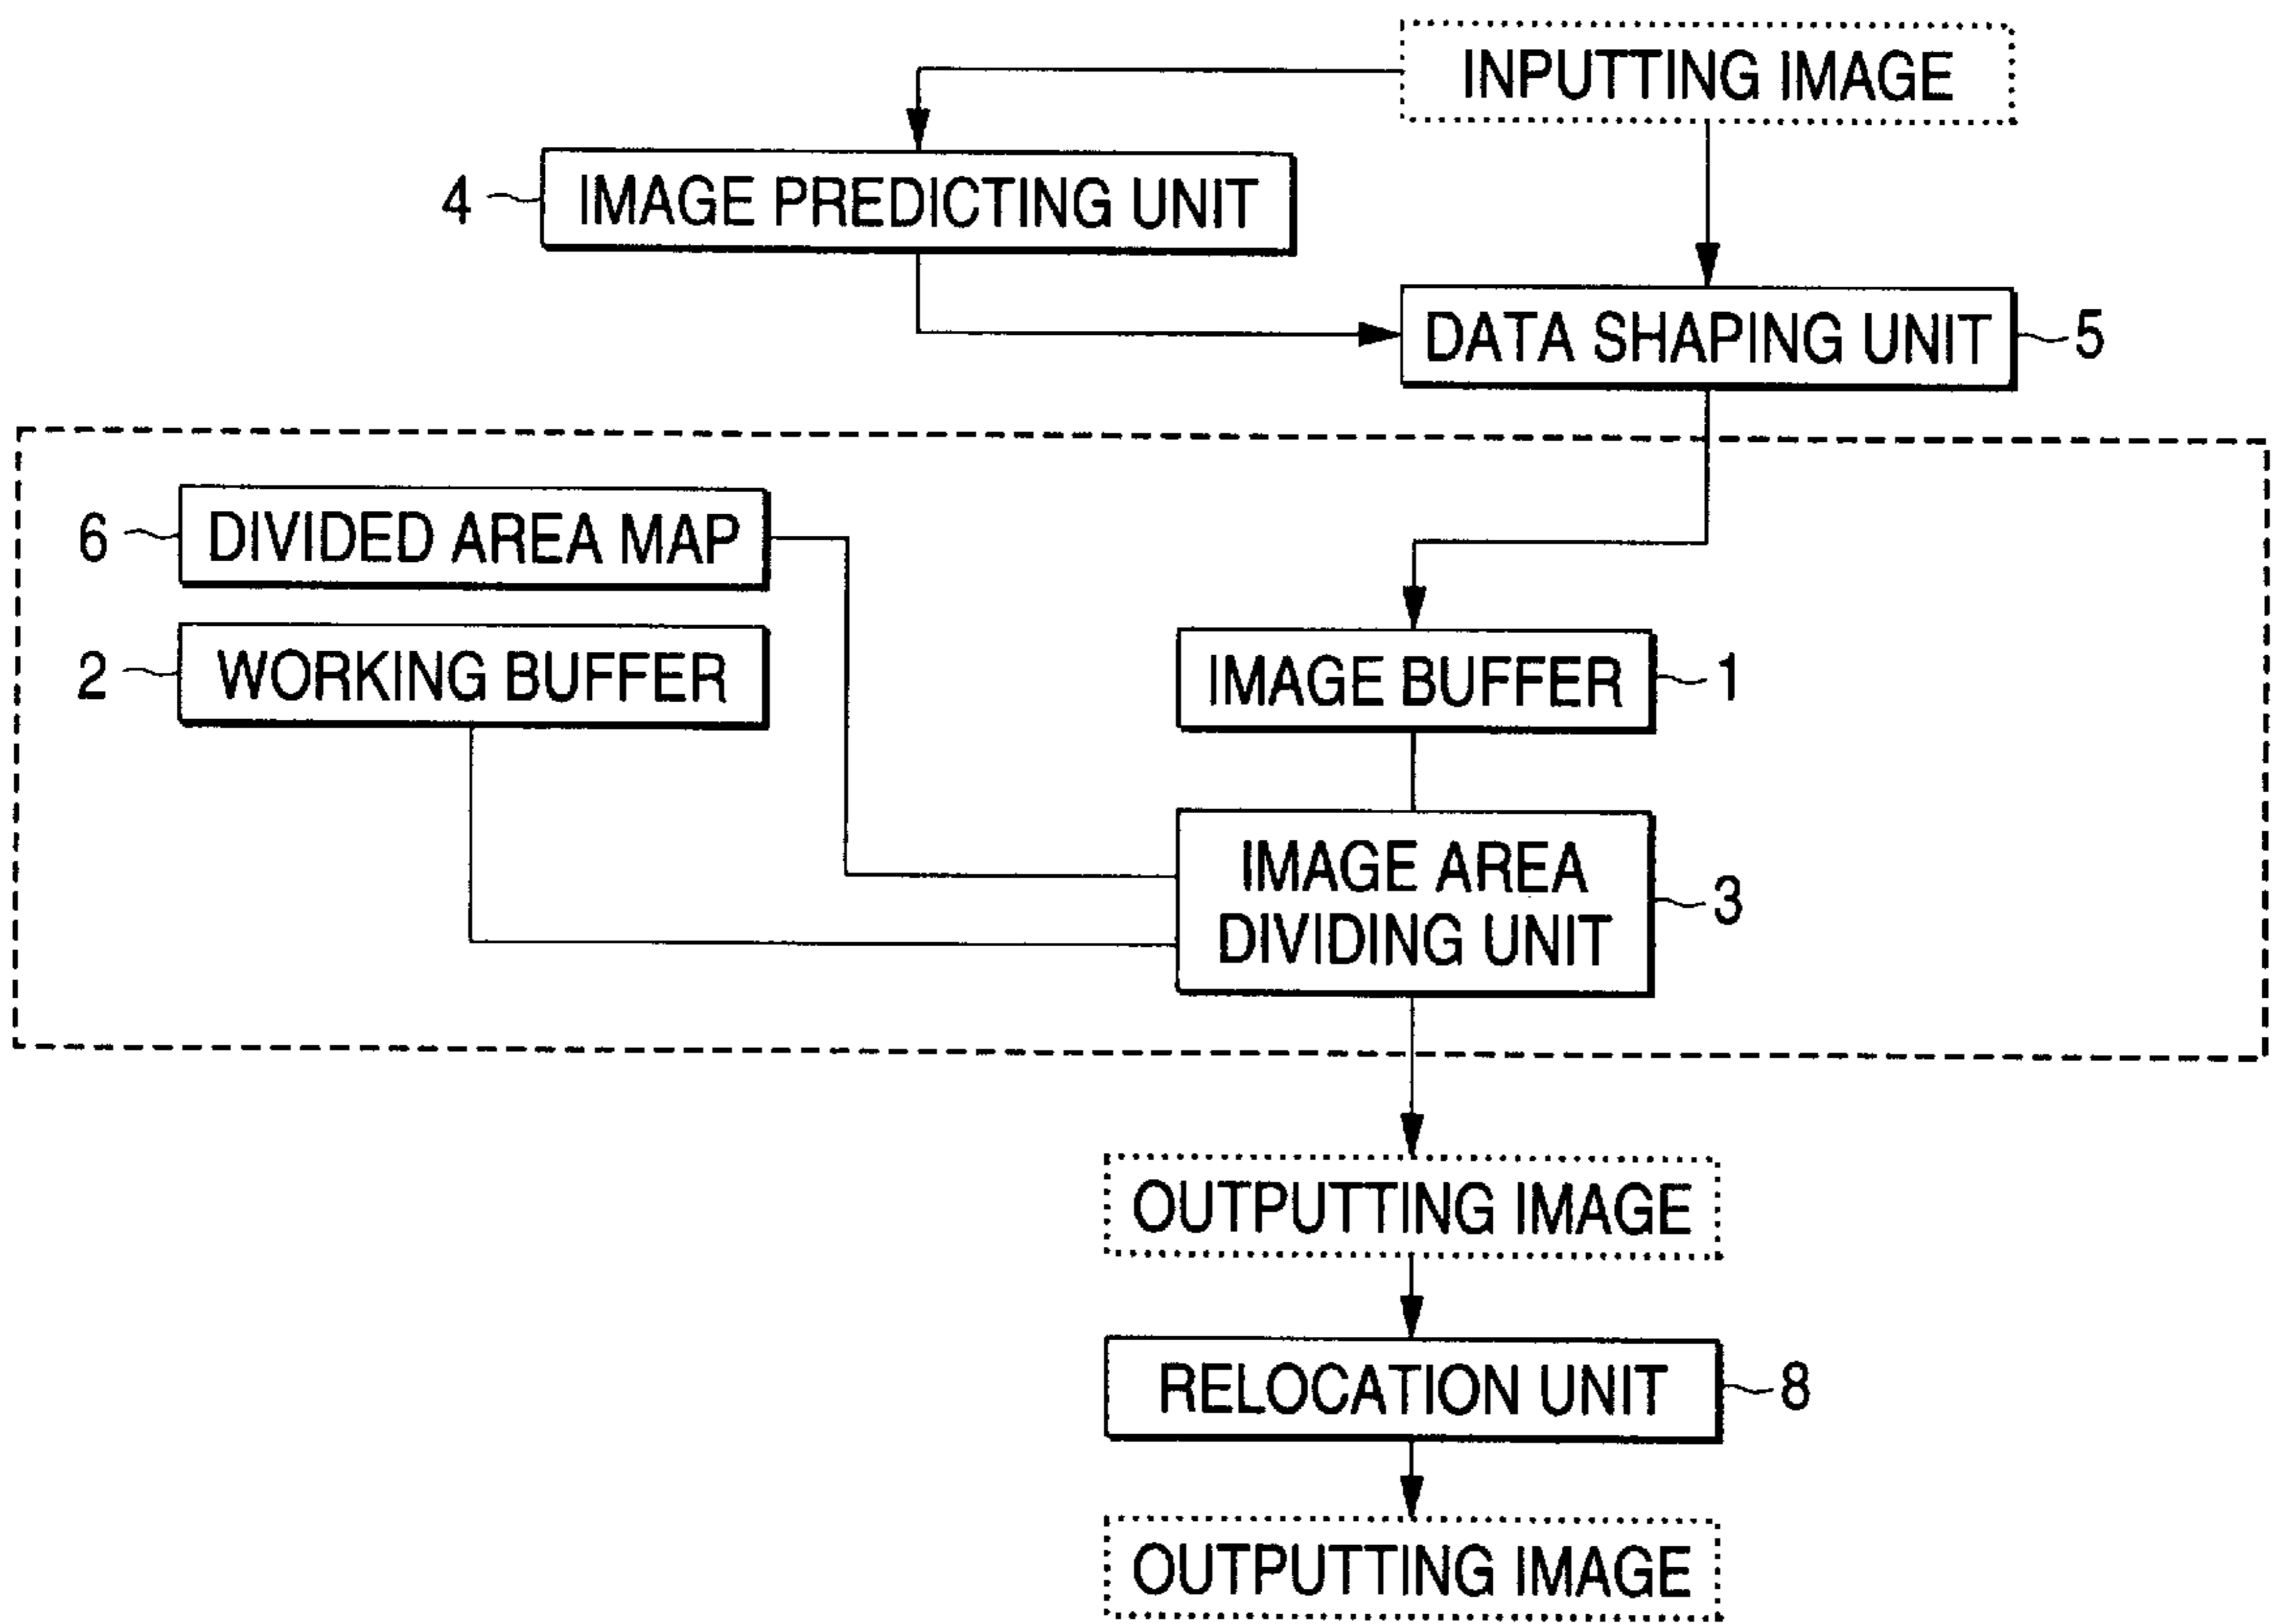 INPUTTING IMAGE
4 IMAGE PREDICTING UNIT
DATA SHAPING UNIT 5
6 DIVIDED AREA MAP
2 WORKING BUFFER
IMAGE BUFFER 1
IMAGE AREA
DIVIDING UNIT 3
OUTPUTTING IMAGE
RELOCATION UNIT 8
OUTPUTTING IMAGE